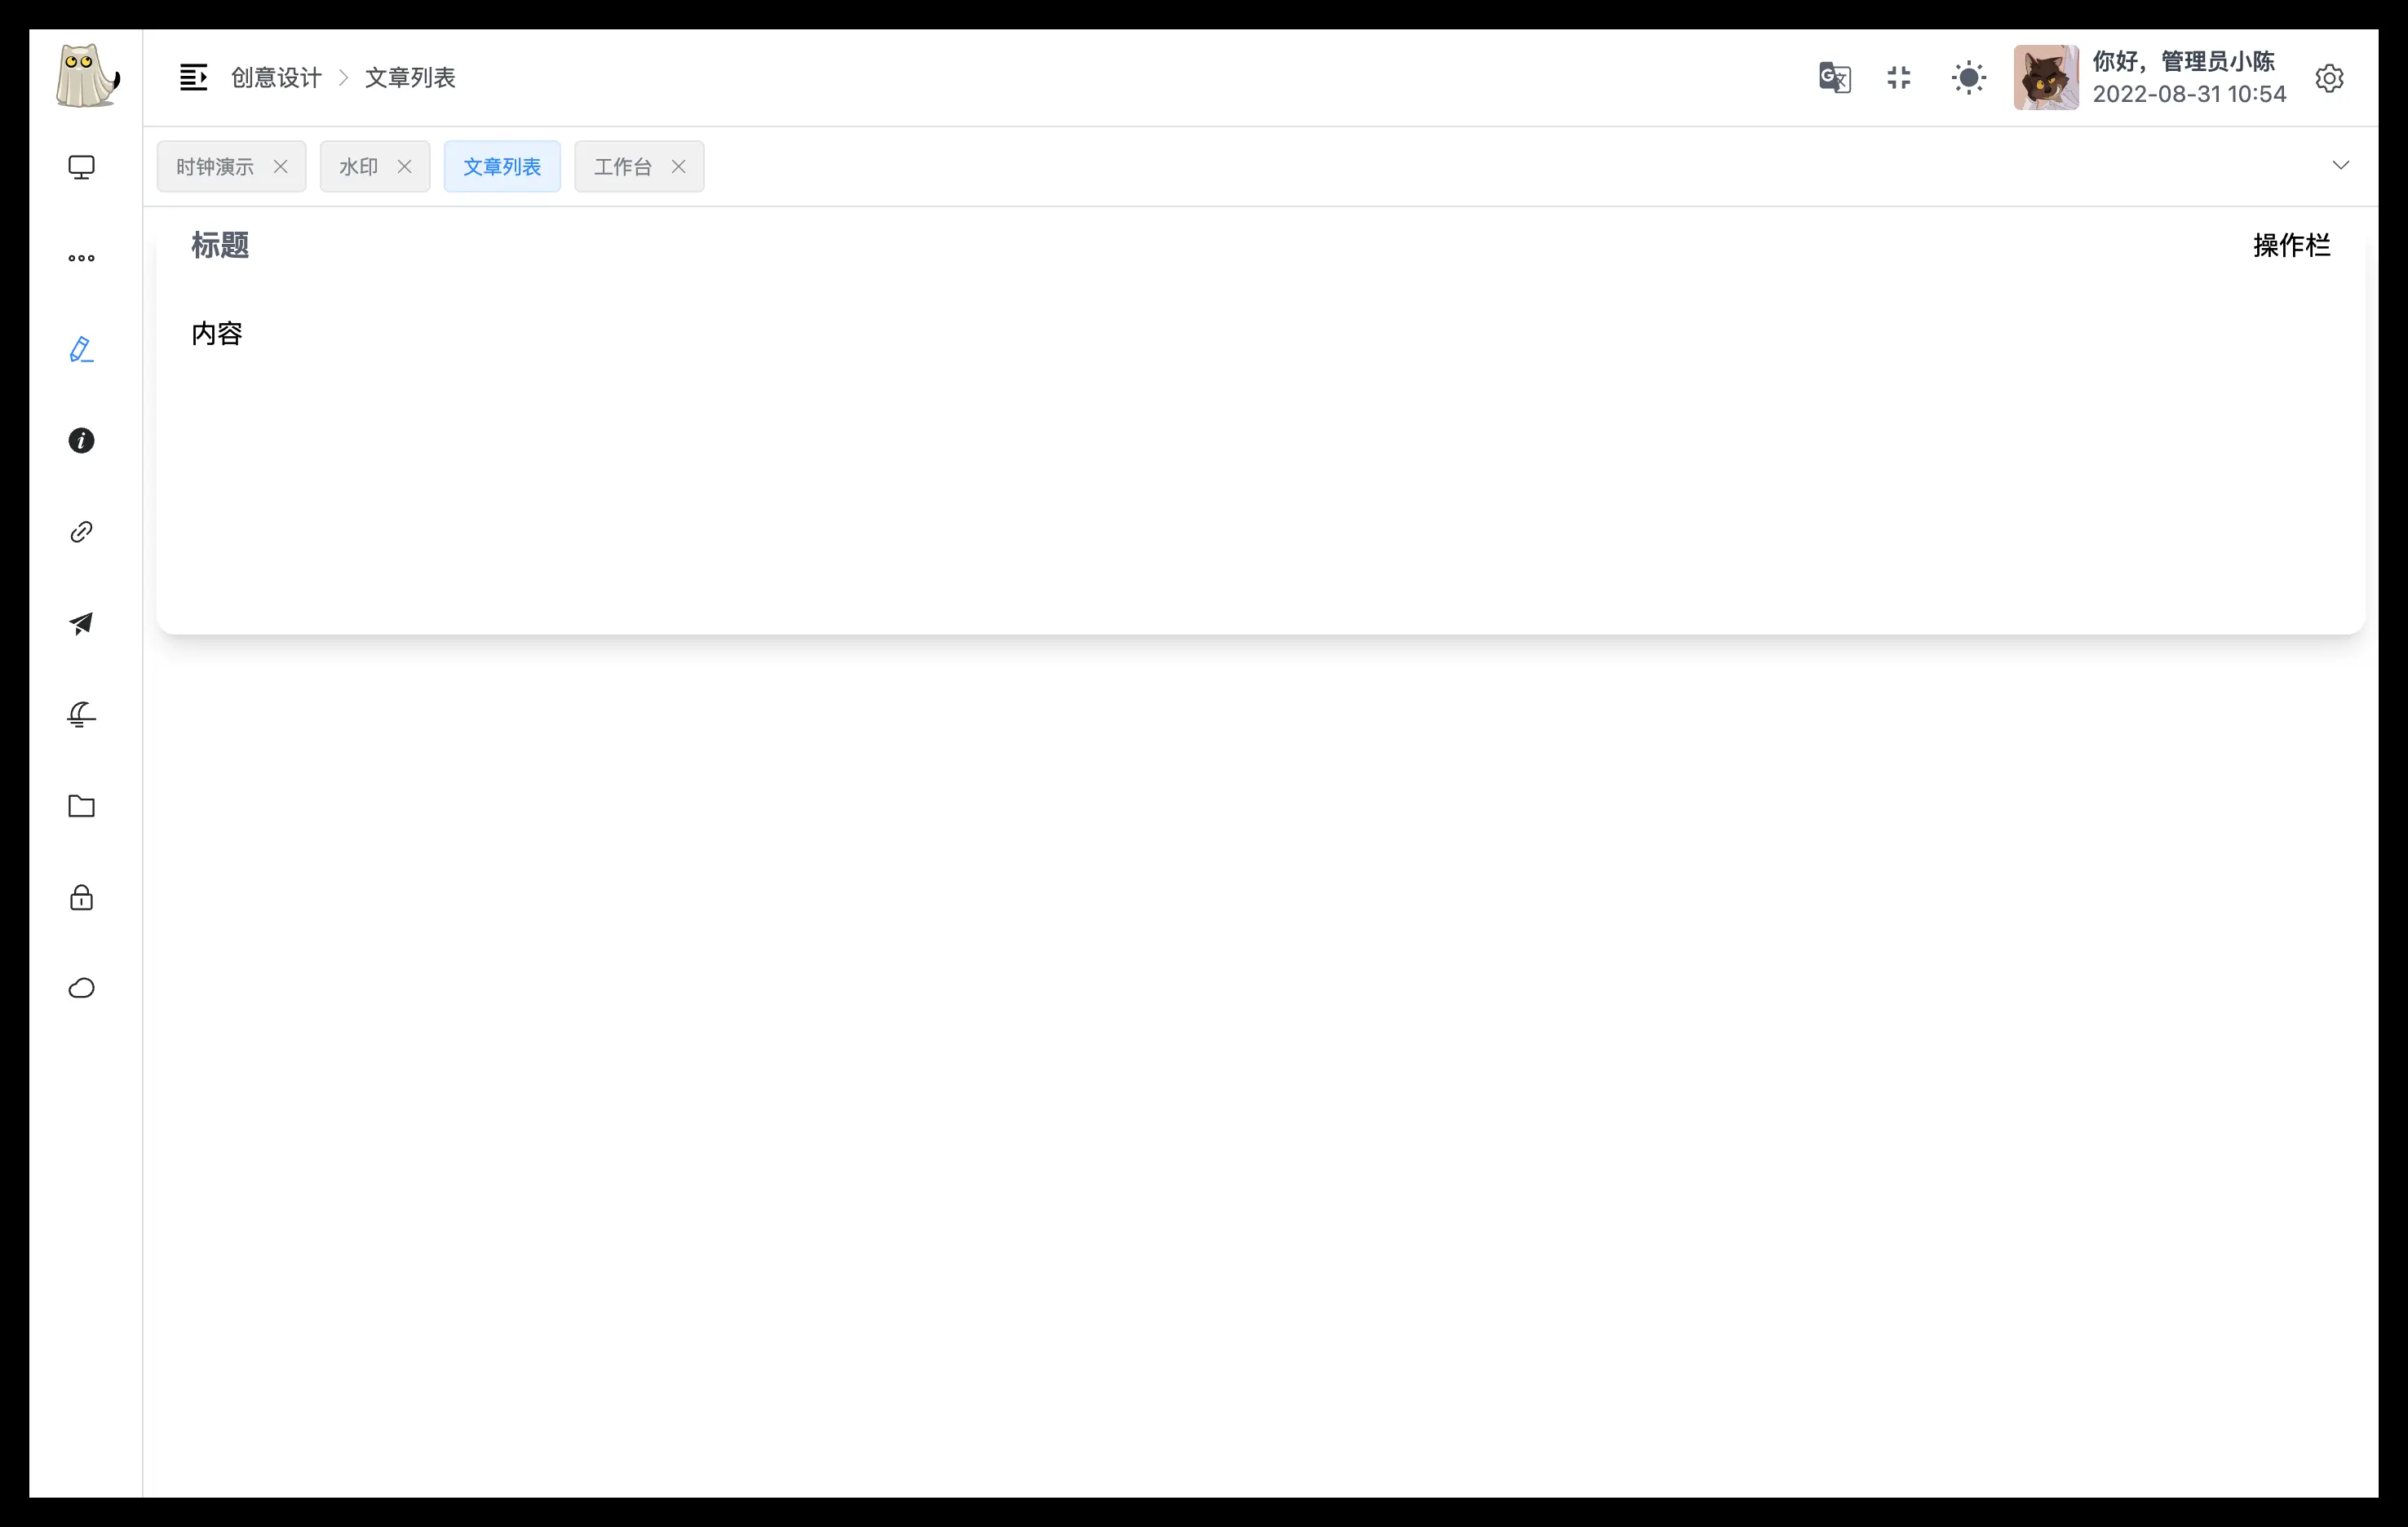 创意设计 > 文章列表
你好，管理员小陈
2022-08-31 10:54
时钟演示 水印 文章列表 工作台
标题 操作栏
内容